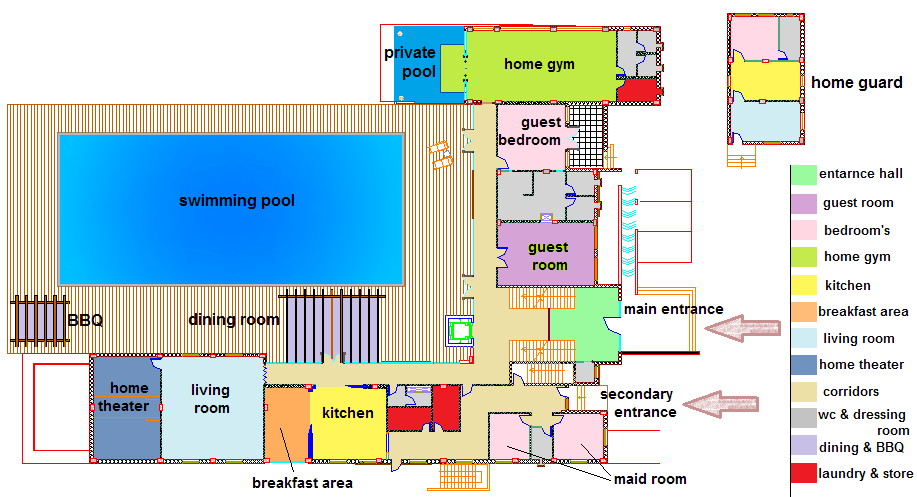 private
pool
home gym
home guard
guest
bedroom
swimming pool
guest
room
BBQ
dining room
main entrance
home
theater
living
room
kitchen
secondary
entrance
breakfast area
maid room
entarnce hall
guest room
bedroom's
home gym
kitchen
breakfast area
living room
home theater
corridors
wc & dressing
room
dining & BBQ
laundry & store